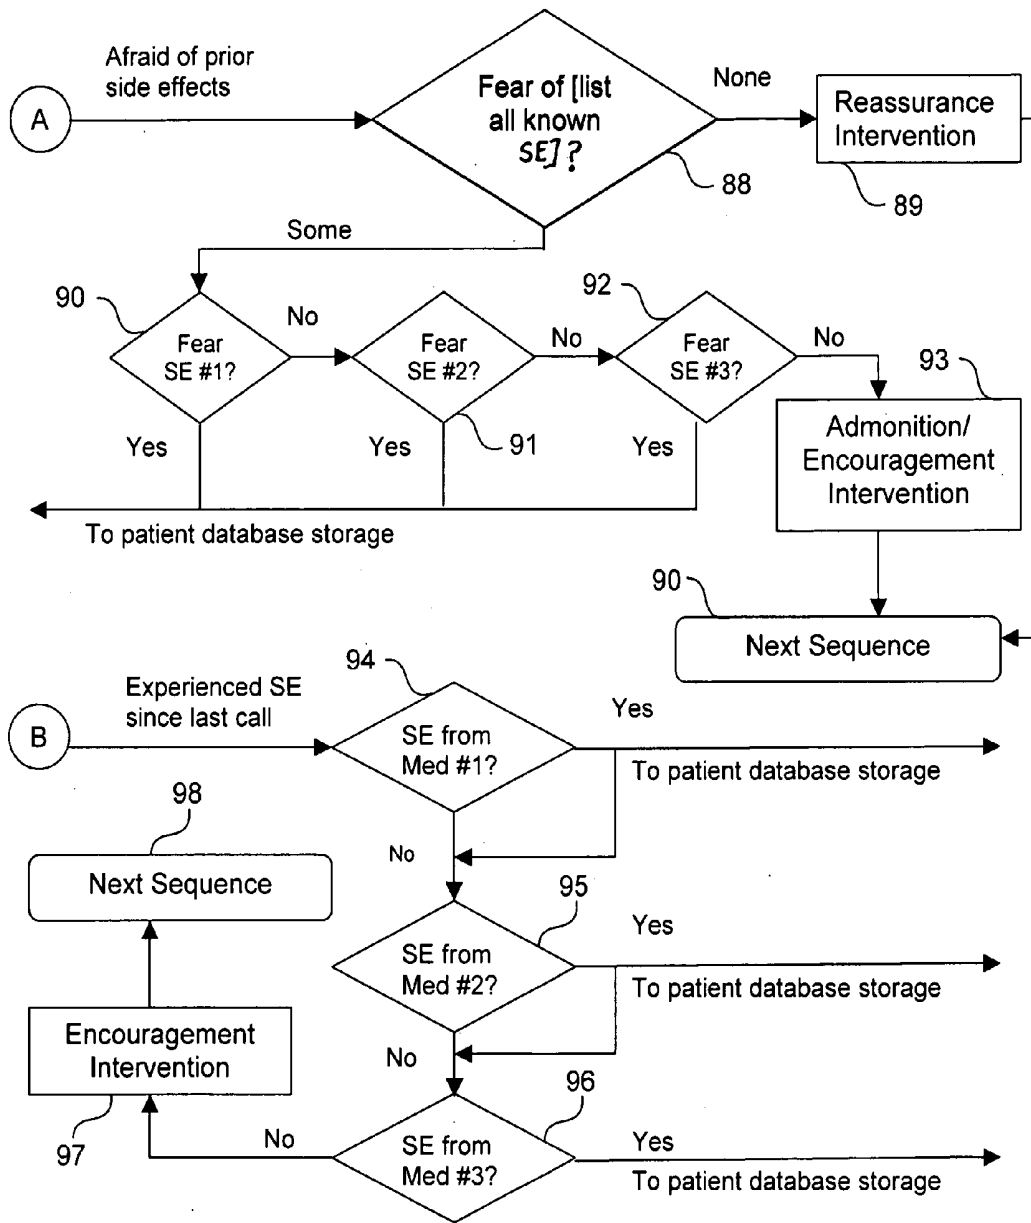 Afraid of prior
side effects
A
Fear of [list
all known
SE]?
None
Reassurance
Intervention
88
89
Some
90
Fear
SE #1?
No
Fear
SE #2?
91
No
92
Fear
SE #3?
No
93
Admonition/
Encouragement
Intervention
Yes
Yes
Yes
To patient database storage
90
Next Sequence
B
Experienced SE
since last call
94
SE from
Med #1?
Yes
To patient database storage
No
98
Next Sequence
95
SE from
Med #2?
Yes
To patient database storage
No
Encouragement
Intervention
97
No
96
SE from
Med #3?
Yes
To patient database storage